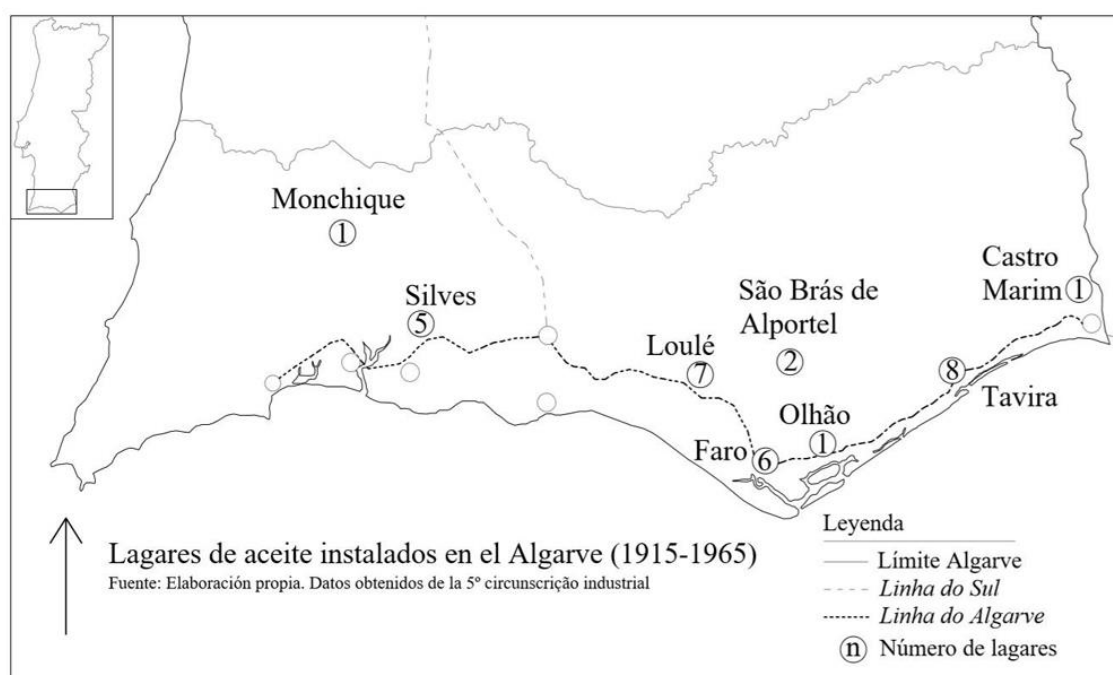 Monchique
1
Silves
5
Loulé
7
São Brás de
Alportel
2
Castro
Marim 1
8
Tavira
Olhão
1
Faro 6
Lagares de aceite instalados en el Algarve (1915-1965)
Fuente: Elaboración propia. Datos obtenidos de la 5º circunscrição industrial
Leyenda
Límite Algarve
Linha do Sul
Linha do Algarve
n Número de lagares